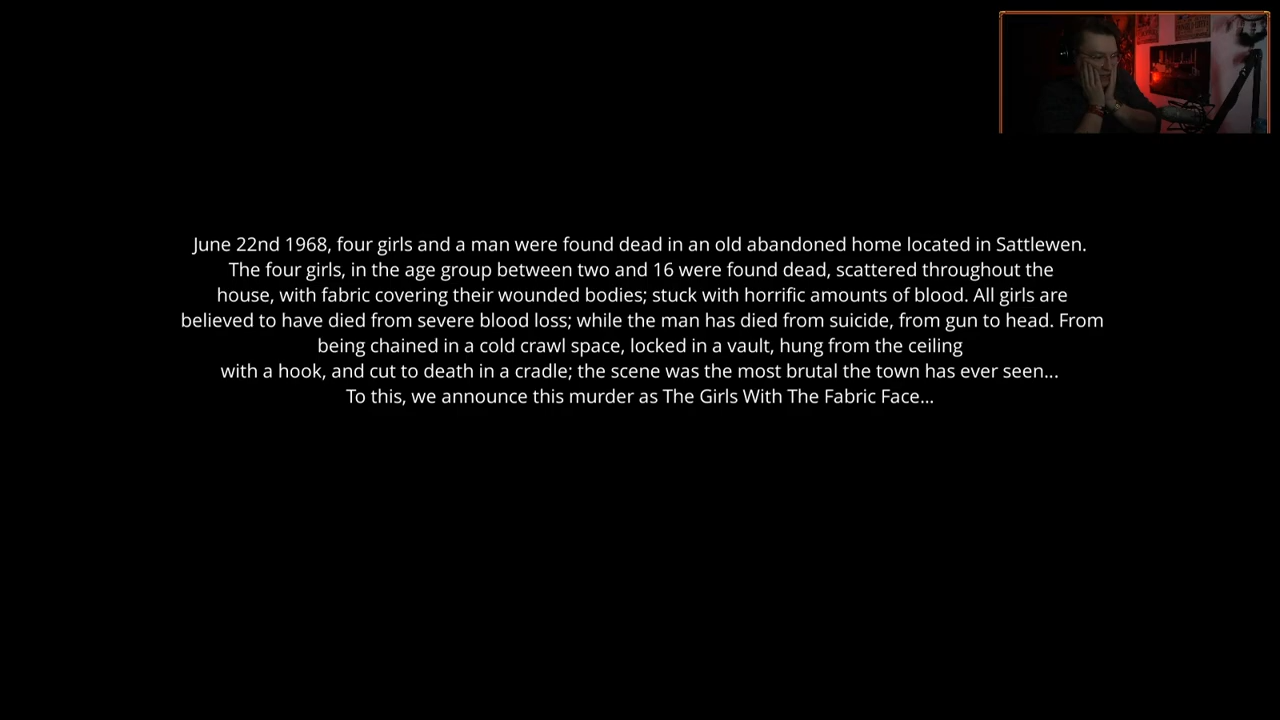 June 22nd 1968, four girls and a man were found dead in an old abandoned home located in Sattlewen.
The four girls, in the age group between two and 16 were found dead, scattered throughout the
house, with fabric covering their wounded bodies; stuck with horrific amounts of blood. All girls are
believed to have died from severe blood loss; while the man has died from suicide, from gun to head. From
being chained in a cold crawl space, locked in a vault, hung from the ceiling
with a hook, and cut to death in a cradle; the scene was the most brutal the town has ever seen...
To this, we announce this murder as The Girls With The Fabric Face...